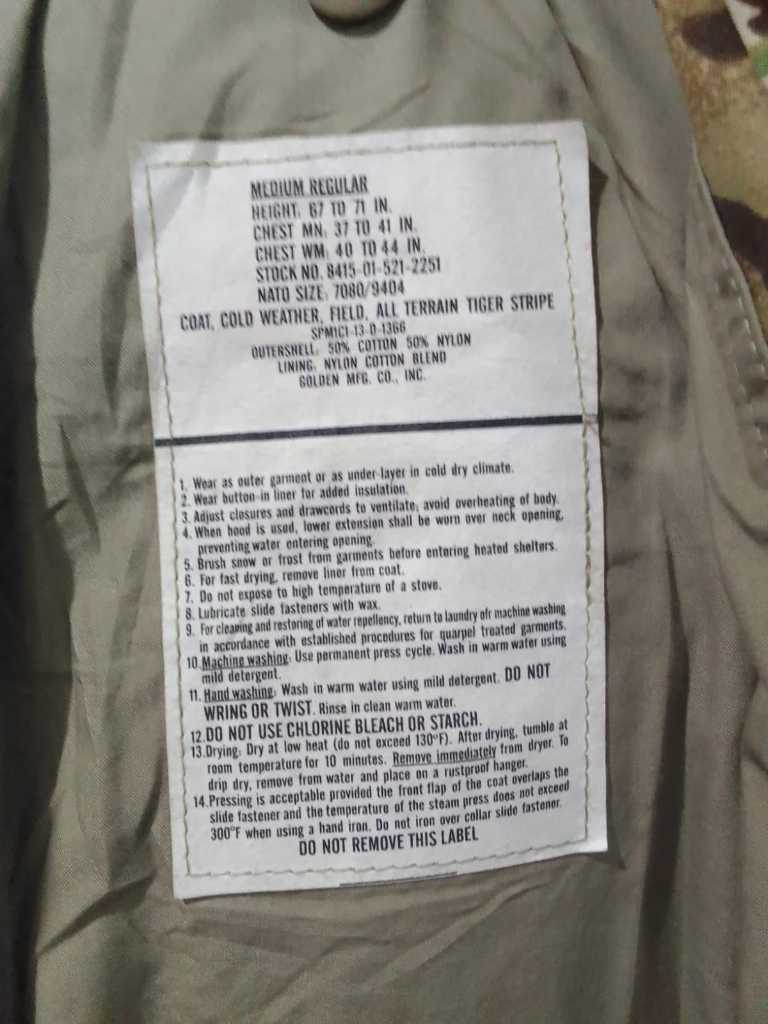 MEDIUM REGULAR
HEIGHT: 67 TO 71 IN.
CHEST MN: 37 TO 41 IN.
CHEST WM: 40 TO 44 IN.
STOCK NO. 8415-01-521-2251
NATO SIZE: 7080/9404
COAT, COLD WEATHER, FIELD, ALL TERRAIN TIGER STRIPE
SPM1C1-13-D-1366
OUTERSHELL: 50% COTTON 50% NYLON
LINING: NYLON COTTON BLEND
GOLDEN MFG. CO., INC.
1. Wear as outer garment or as under-layer in cold dry climate.
2. Wear button-in liner for added insulation.
3. Adjust closures and drawcords to ventilate; avoid overheating of body.
4. When hood is used, lower extension shall be worn over neck opening,
preventing water entering opening.
5. Brush snow or frost from garments before entering heated shelters.
6. For fast drying, remove liner from coat.
7. Do not expose to high temperature of a stove.
8. Lubricate slide fasteners with wax.
9. For cleaning and restoring of water repellency, return to laundry ofr machine washing
in accordance with established procedures for quarpel treated garments.
10. Machine washing: Use permanent press cycle. Wash in warm water using
mild detergent.
11. Hand washing: Wash in warm water using mild detergent. DO NOT
WRING OR TWIST. Rinse in clean warm water.
12. DO NOT USE CHLORINE BLEACH OR STARCH.
13. Drying: Dry at low heat (do not exceed 130°F). After drying, tumble at
room temperature for 10 minutes. Remove immediately from dryer. To
drip dry, remove from water and place on a rustproof hanger.
14. Pressing is acceptable provided the front flap of the coat overlaps the
slide fastener and the temperature of the steam press does not exceed
300°F when using a hand iron. Do not iron over collar slide fastener.
DO NOT REMOVE THIS LABEL